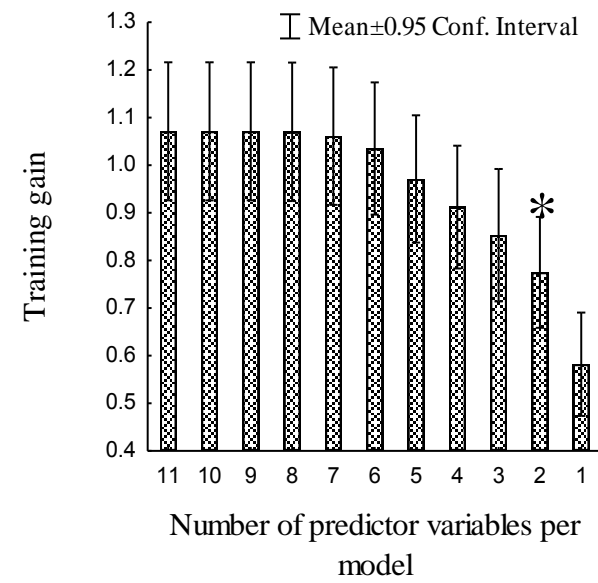 1.3
Mean±0.95 Conf. Interval
1.2
1.1
1.0
0.9
*
0.8
0.7
0.6
0.5
0.4
Training gain
11 10 9 8 7 6 5 4 3 2 1
Number of predictor variables per
model